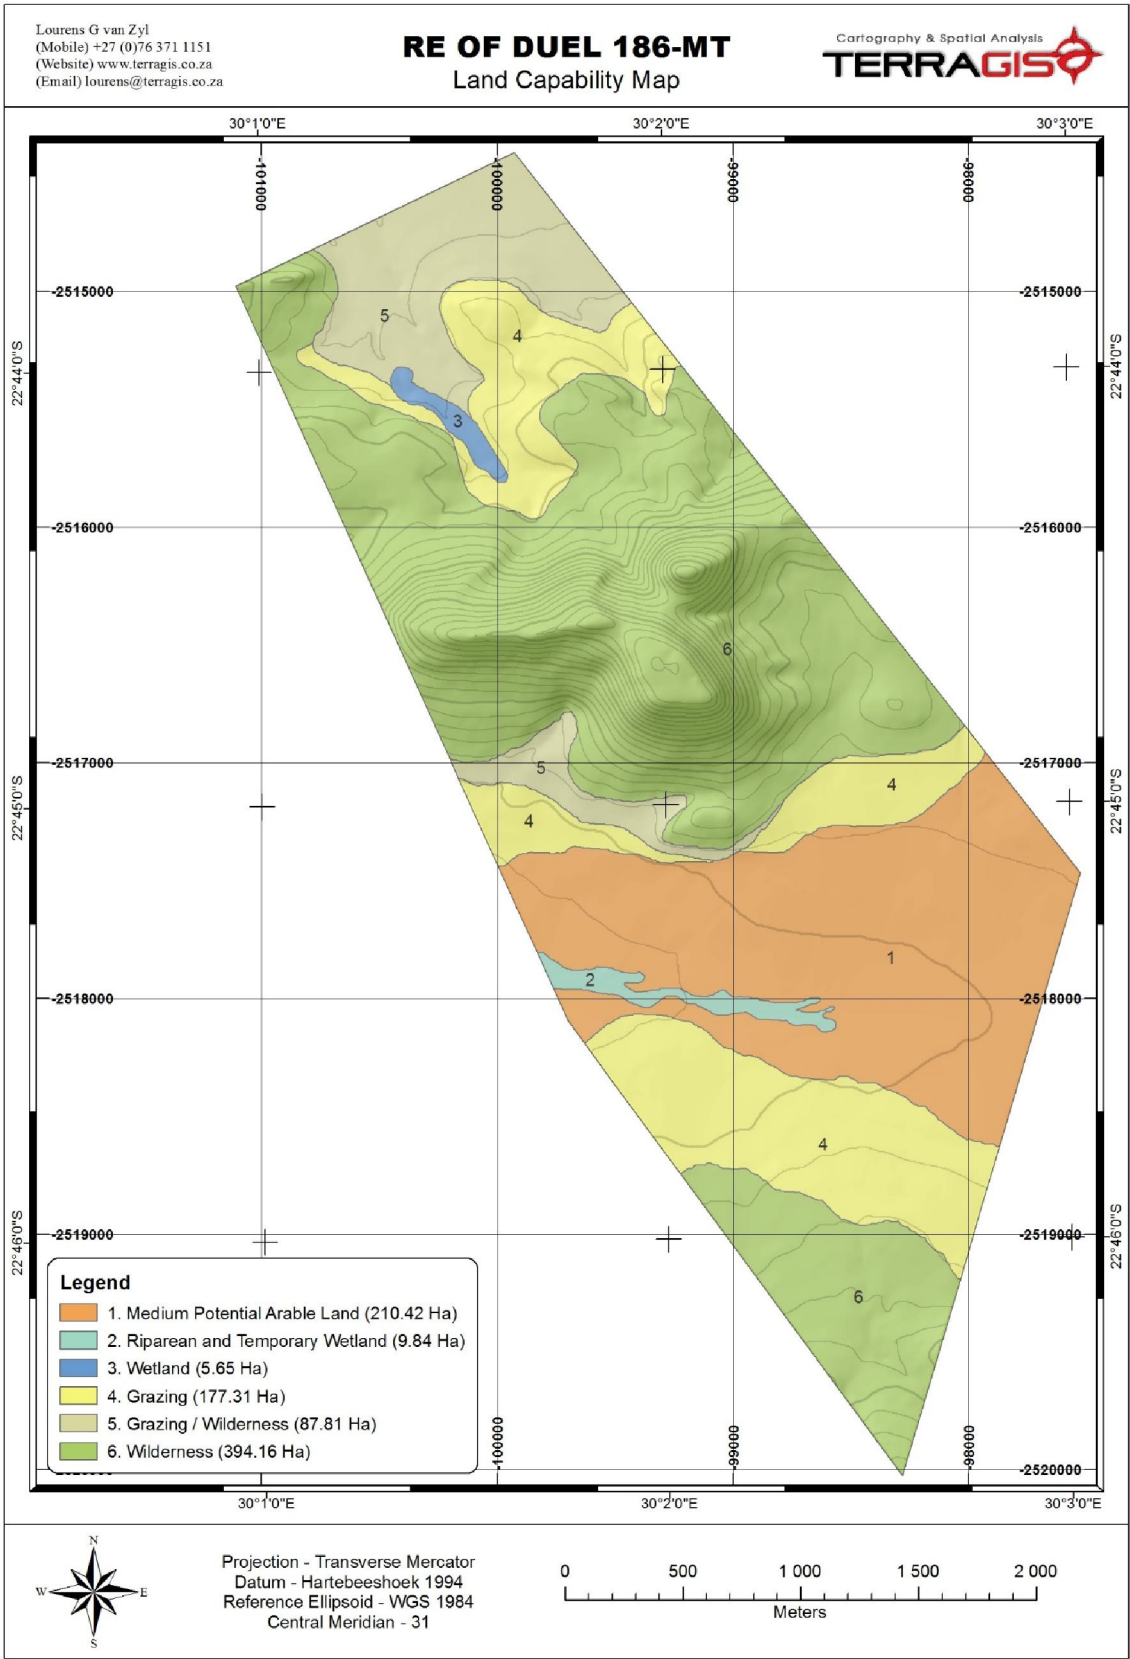 Lourens G van Zyl
(Mobile) +27 (0)76 371 1151
(Website) www.terragis.co.za
(Email) lourens@terragis.co.za
RE OF DUEL 186-MT
Land Capability Map
Cartography & Spatial Analysis
TERRAGIS
30°1'0"E 30°2'0"E 30°3'0"E
-101000 -100000 -99000 -98000
-2515000 -2515000
5
4
22°44'0"S 22°44'0"S
3
-2516000 -2516000
6
-2517000 -2517000
5
4
22°45'0"S 22°45'0"S
4
1
2
-2518000 -2518000
4
22°46'0"S 22°46'0"S
-2519000 -2519000
6
Legend
1. Medium Potential Arable Land (210.42 Ha)
2. Riparean and Temporary Wetland (9.84 Ha)
3. Wetland (5.65 Ha)
4. Grazing (177.31 Ha)
5. Grazing / Wilderness (87.81 Ha)
6. Wilderness (394.16 Ha)
-100000 -99000 -98000
-2520000
30°1'0"E 30°2'0"E 30°3'0"E
N
W E
S
Projection - Transverse Mercator
Datum - Hartebeeshoek 1994
Reference Ellipsoid - WGS 1984
Central Meridian - 31
0 500 1 000 1 500 2 000
Meters